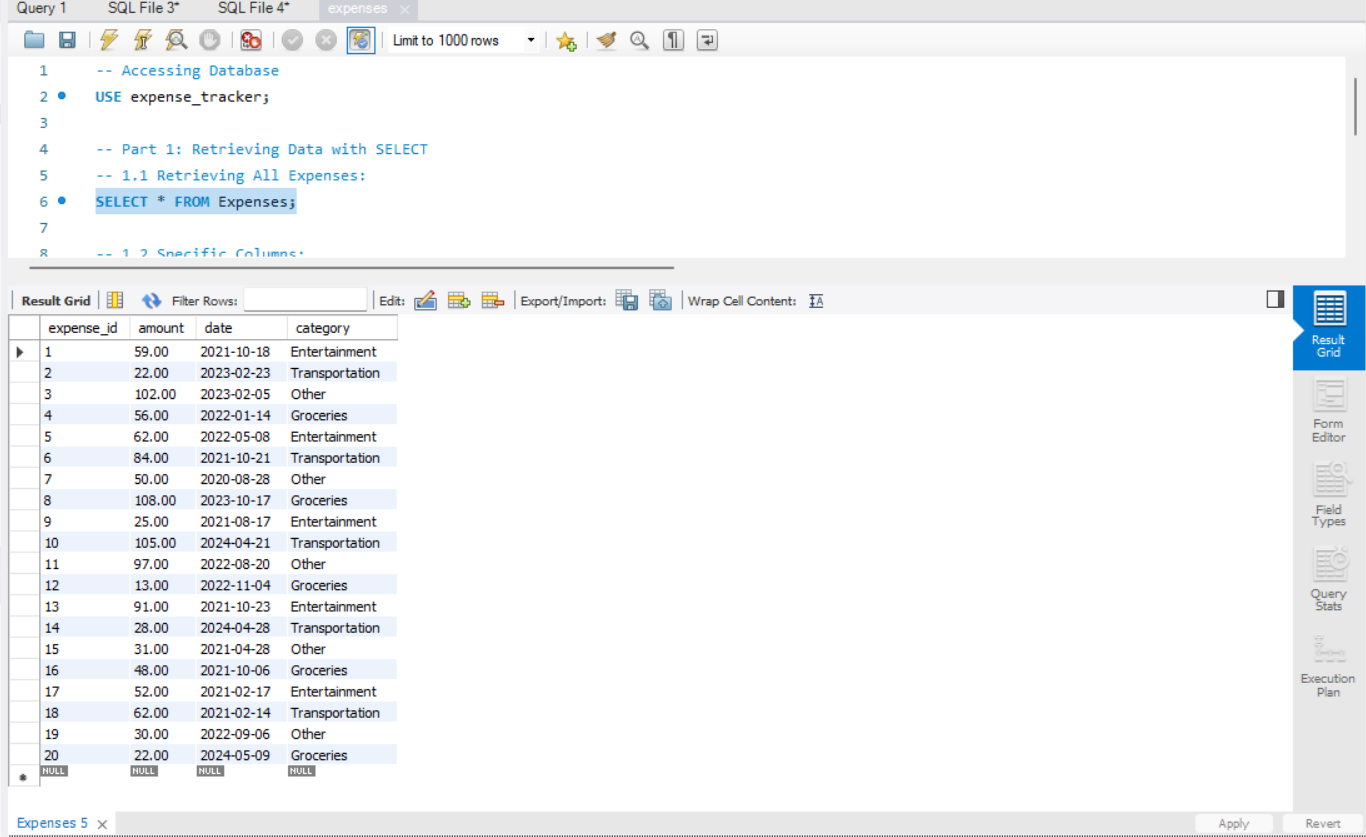 Query 1 SQL File 3* SQL File 4* expenses
Limit to 1000 rows
1 -- Accessing Database
2 USE expense_tracker;
3
4 -- Part 1: Retrieving Data with SELECT
5 -- 1.1 Retrieving All Expenses:
6 SELECT * FROM Expenses;
7
8 -- 1.2 Specific Columns:
Result Grid Filter Rows: Edit: Export/Import: Wrap Cell Content:
expense_id amount date category
1 59.00 2021-10-18 Entertainment
2 22.00 2023-02-23 Transportation
3 102.00 2023-02-05 Other
4 56.00 2022-01-14 Groceries
5 62.00 2022-05-08 Entertainment
6 84.00 2021-10-21 Transportation
7 50.00 2020-08-28 Other
8 108.00 2023-10-17 Groceries
9 25.00 2021-08-17 Entertainment
10 105.00 2024-04-21 Transportation
11 97.00 2022-08-20 Other
12 13.00 2022-11-04 Groceries
13 91.00 2021-10-23 Entertainment
14 28.00 2024-04-28 Transportation
15 31.00 2021-04-28 Other
16 48.00 2021-10-06 Groceries
17 52.00 2021-02-17 Entertainment
18 62.00 2021-02-14 Transportation
19 30.00 2022-09-06 Other
20 22.00 2024-05-09 Groceries
NULL NULL NULL NULL
Result
Grid
Form
Editor
Field
Types
Query
Stats
Execution
Plan
Expenses 5 Apply Revert